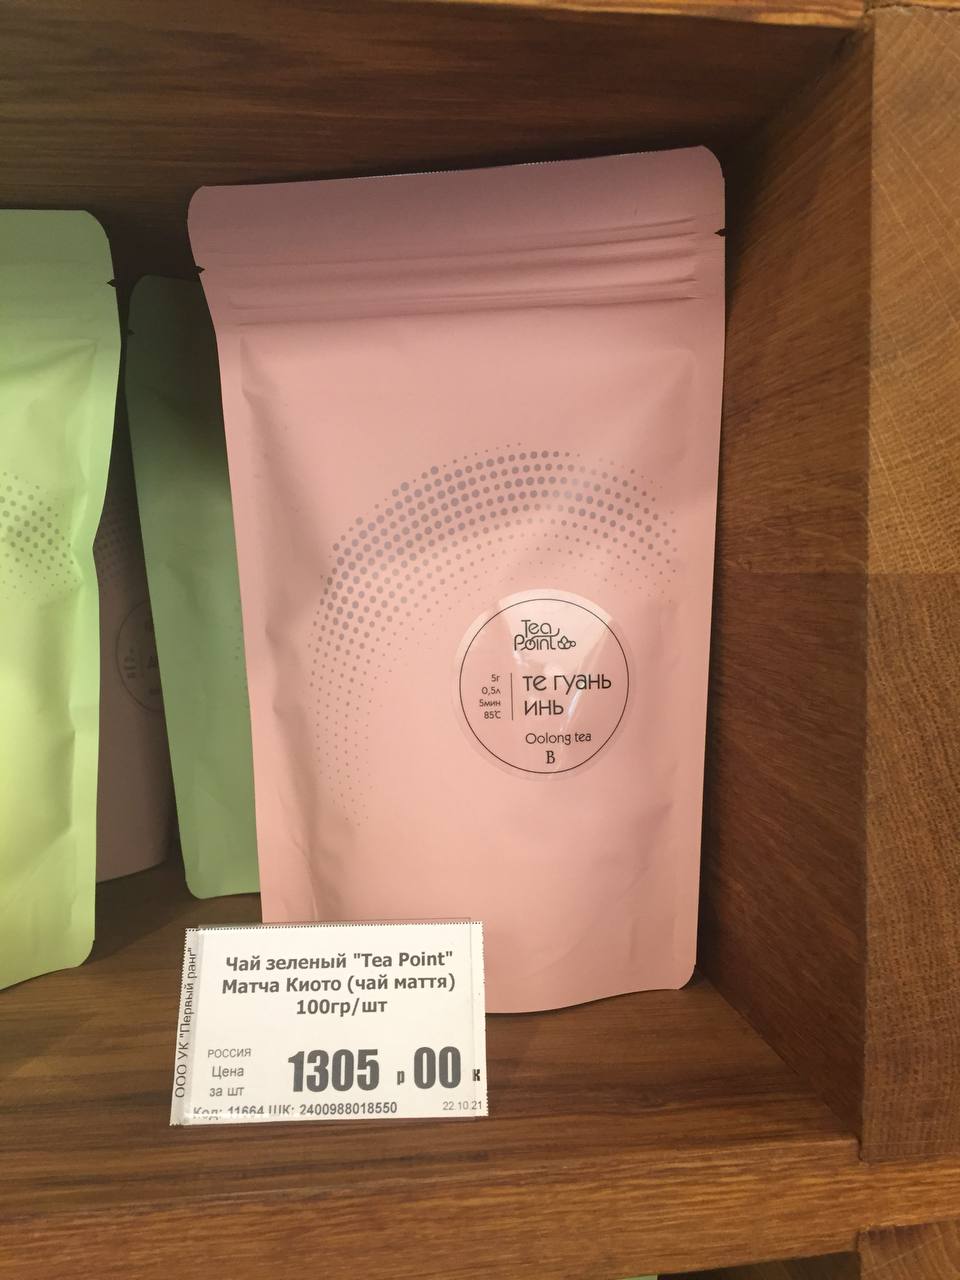 Tea
Point
5г
0,5л
5мин
85℃
те гуань
инь
Oolong tea
B
ООО УК "Первый ранг"
Чай зеленый "Tea Point"
Матча Киото (чай маття)
100гр/шт
РОССИЯ
Цена
за шт
1305 р 00 к
Код: 11664 ШК: 2400988018550
22.10.21